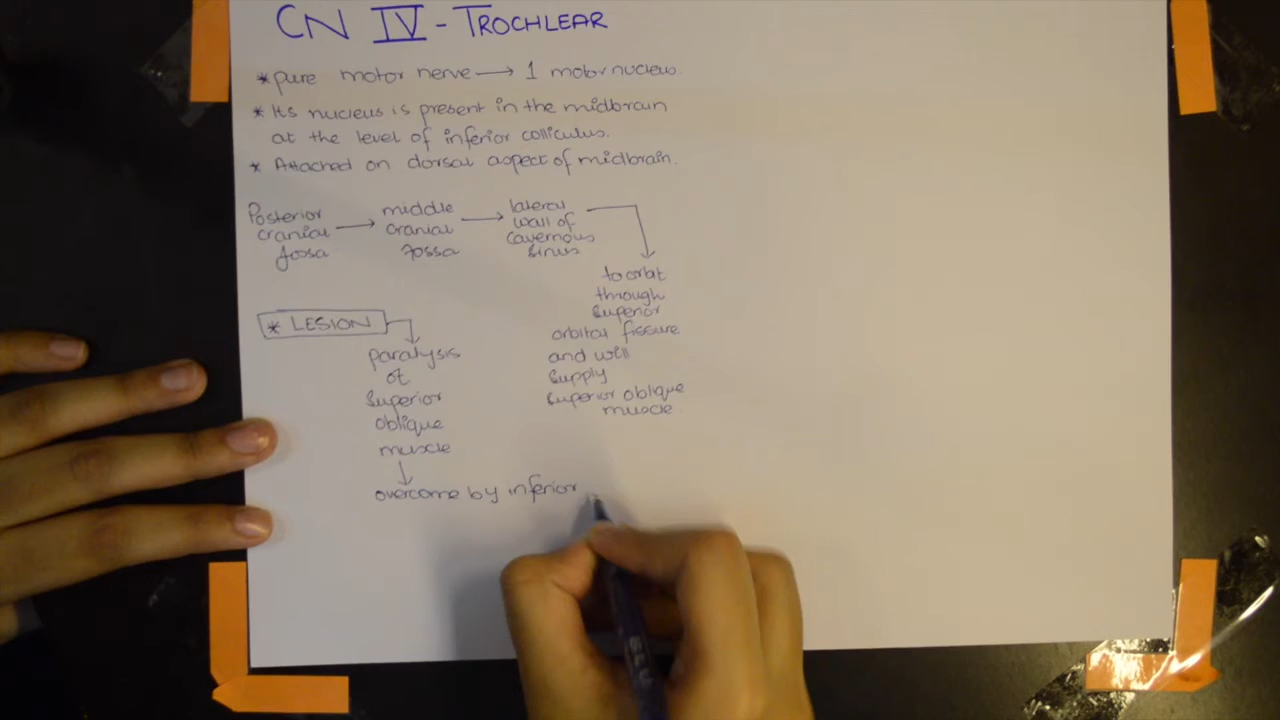 CN IV - TROCHLEAR
* pure motor nerve → 1 motor nucleus.
* Its nucleus is present in the midbrain
at the level of inferior colliculus.
* Attached on dorsal aspect of midbrain.
Posterior
cranial
fossa
→
middle
cranial
fossa
→
lateral
wall of
cavernous
sinus
to orbit
through
superior
orbital fissure
and will
supply
superior oblique
muscle
* LESION
paralysis
of
superior
oblique
muscle
↓
overcome by inferior